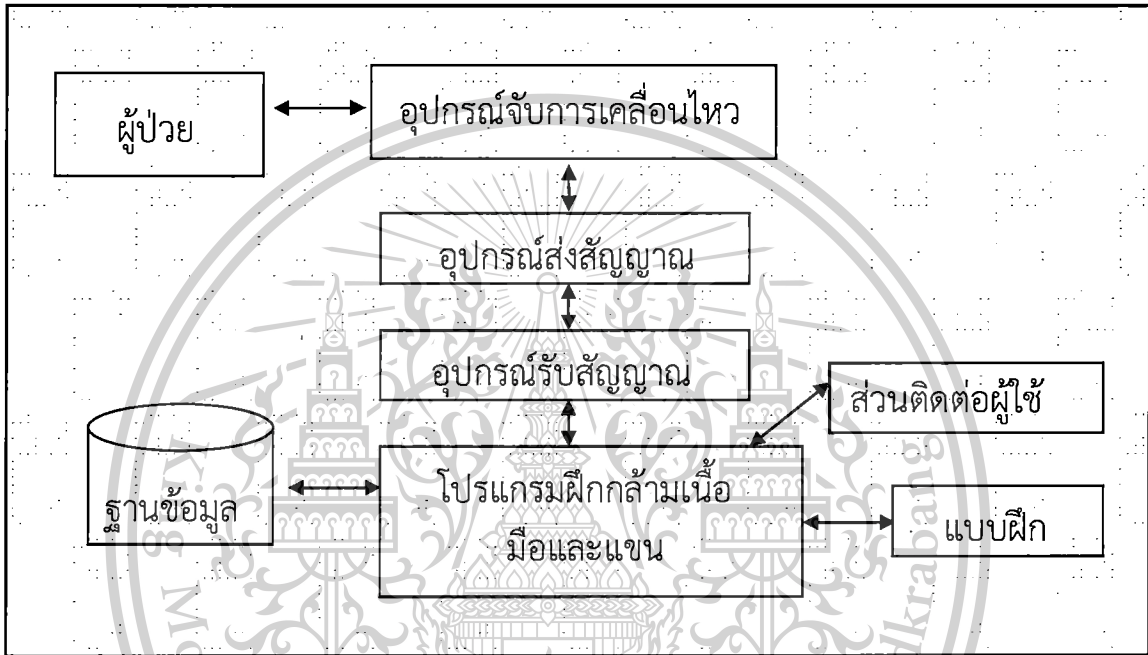 ผู้ป่วย
อุปกรณ์จับการเคลื่อนไหว
อุปกรณ์ส่งสัญญาณ
อุปกรณ์รับสัญญาณ
ส่วนติดต่อผู้ใช้
ฐานข้อมูล
โปรแกรมฝึกกล้ามเนื้อ
มือและแขน
แบบฝึก